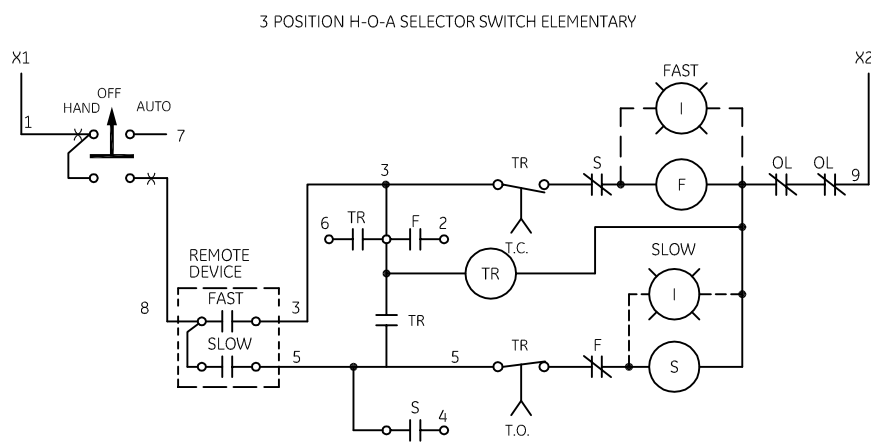 3 POSITION H-O-A SELECTOR SWITCH ELEMENTARY
X1
X2
OFF
HAND
AUTO
1
7
FAST
I
3
TR
S
F
OL
OL
9
6
TR
F
2
T.C.
TR
SLOW
I
REMOTE
DEVICE
8
FAST
3
TR
SLOW
5
5
TR
F
S
S
4
T.O.